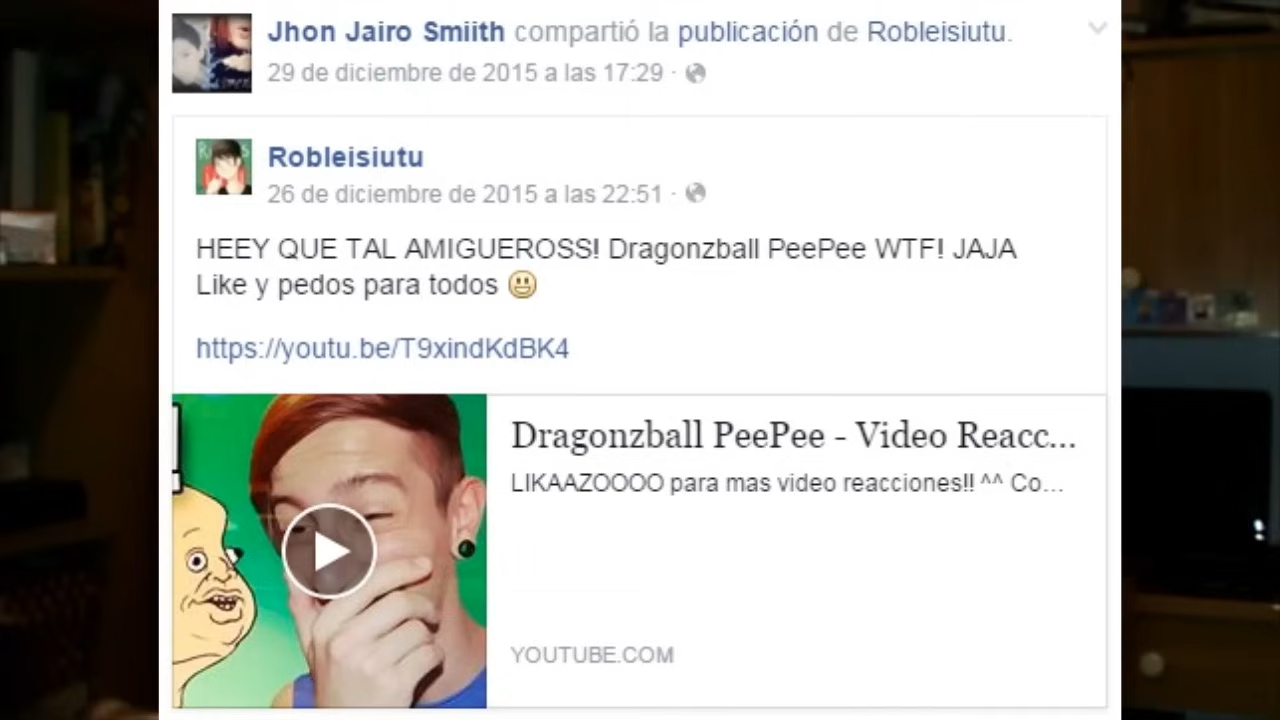 Jhon Jairo Smiith compartió la publicación de Robleisiutu.
29 de diciembre de 2015 a las 17:29 ·
Robleisiutu
26 de diciembre de 2015 a las 22:51 ·
HEEY QUE TAL AMIGUEROSS! Dragonzball PeePee WTF! JAJA
Like y pedos para todos 😃
https://youtu.be/T9xindKdBK4
Dragonzball PeePee - Video Reacc...
LIKAAZOOOO para mas video reacciones!! ^^ Co...
YOUTUBE.COM